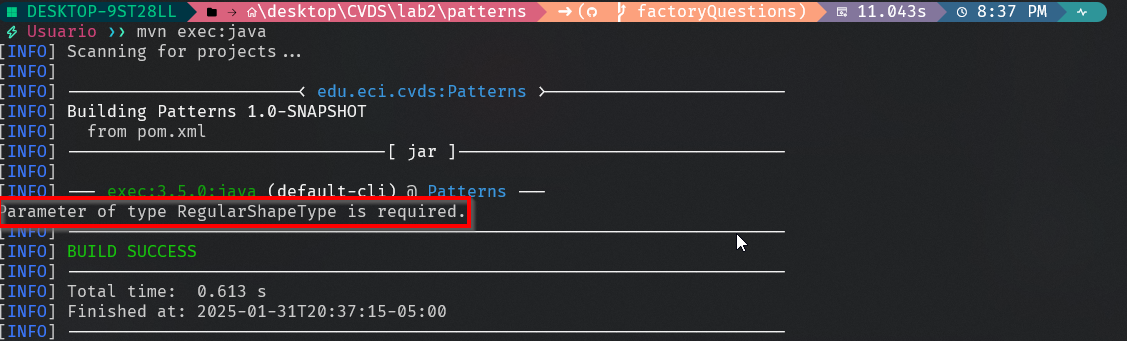 DESKTOP-9ST28LL \desktop\CVDS\lab2\patterns factoryQuestions) 11.043s 8:37 PM
Usuario ❯❯ mvn exec:java
[INFO] Scanning for projects...
[INFO]
[INFO] ────────────────────< edu.eci.cvds:Patterns >────────────────────
[INFO] Building Patterns 1.0-SNAPSHOT
[INFO]   from pom.xml
[INFO] ────────────────────[ jar ]────────────────────
[INFO]
[INFO] ─── exec:3.5.0:java (default-cli) @ Patterns ───
Parameter of type RegularShapeType is required.
[INFO] ────────────────────────────────────────
[INFO] BUILD SUCCESS
[INFO] ────────────────────────────────────────
[INFO] Total time:  0.613 s
[INFO] Finished at: 2025-01-31T20:37:15-05:00
[INFO] ────────────────────────────────────────